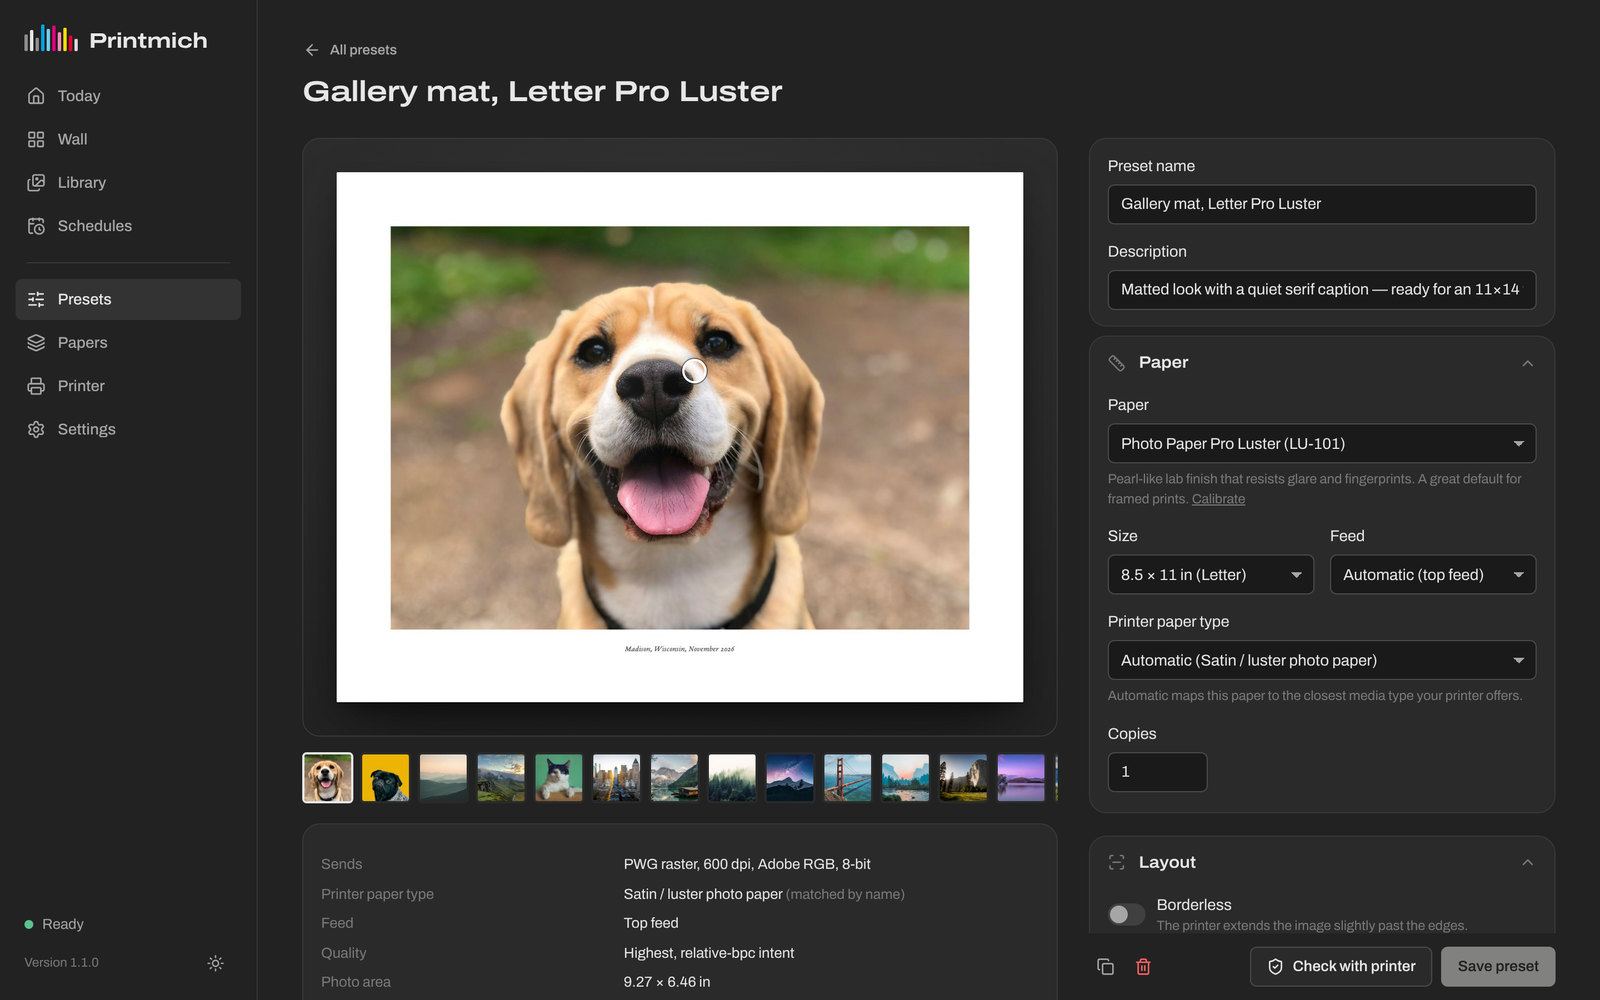 Printmich
Today
Wall
Library
Schedules
Presets
Papers
Printer
Settings
Ready
Version 1.1.0
All presets
Gallery mat, Letter Pro Luster
Madison, Wisconsin, November 2026
Sends PWG raster, 600 dpi, Adobe RGB, 8-bit
Printer paper type Satin / luster photo paper (matched by name)
Feed Top feed
Quality Highest, relative-bpc intent
Photo area 9.27 × 6.46 in
Preset name
Gallery mat, Letter Pro Luster
Description
Matted look with a quiet serif caption — ready for an 11×14
Paper
Paper
Photo Paper Pro Luster (LU-101)
Pearl-like lab finish that resists glare and fingerprints. A great default for
framed prints. Calibrate
Size Feed
8.5 × 11 in (Letter) Automatic (top feed)
Printer paper type
Automatic (Satin / luster photo paper)
Automatic maps this paper to the closest media type your printer offers.
Copies
1
Layout
Borderless
The printer extends the image slightly past the edges.
Check with printer Save preset